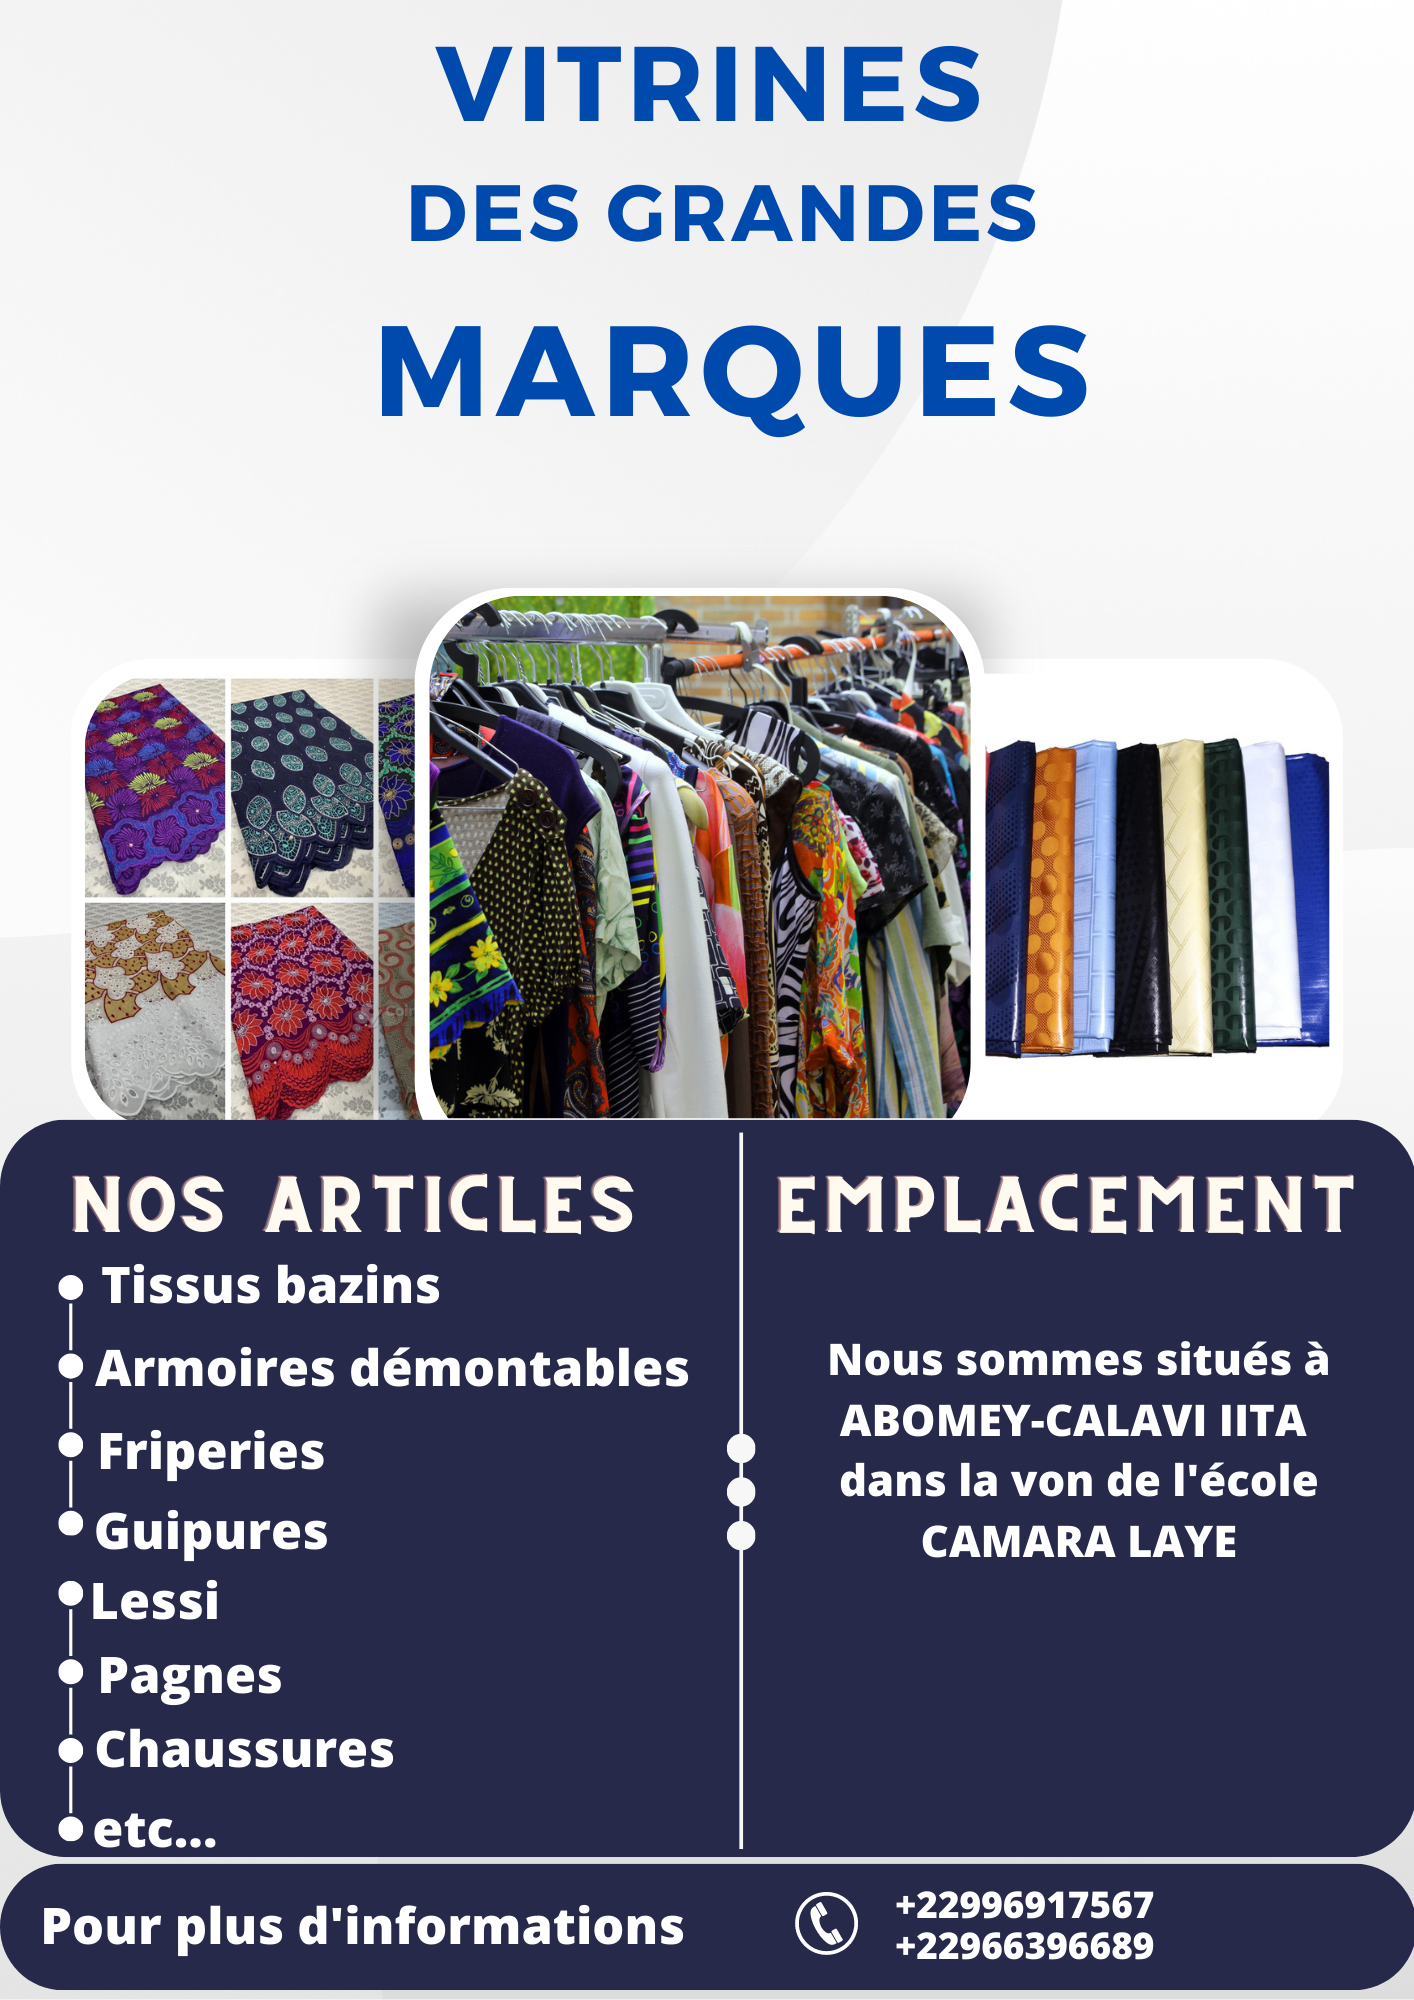 VITRINES
DES GRANDES
MARQUES
NOS ARTICLES
Tissus bazins
Armoires démontables
Friperies
Guipures
Lessi
Pagnes
Chaussures
etc...
EMPLACEMENT
Nous sommes situés à
ABOMEY-CALAVI IITA
dans la von de l'école
CAMARA LAYE
Pour plus d'informations
+22996917567
+22966396689